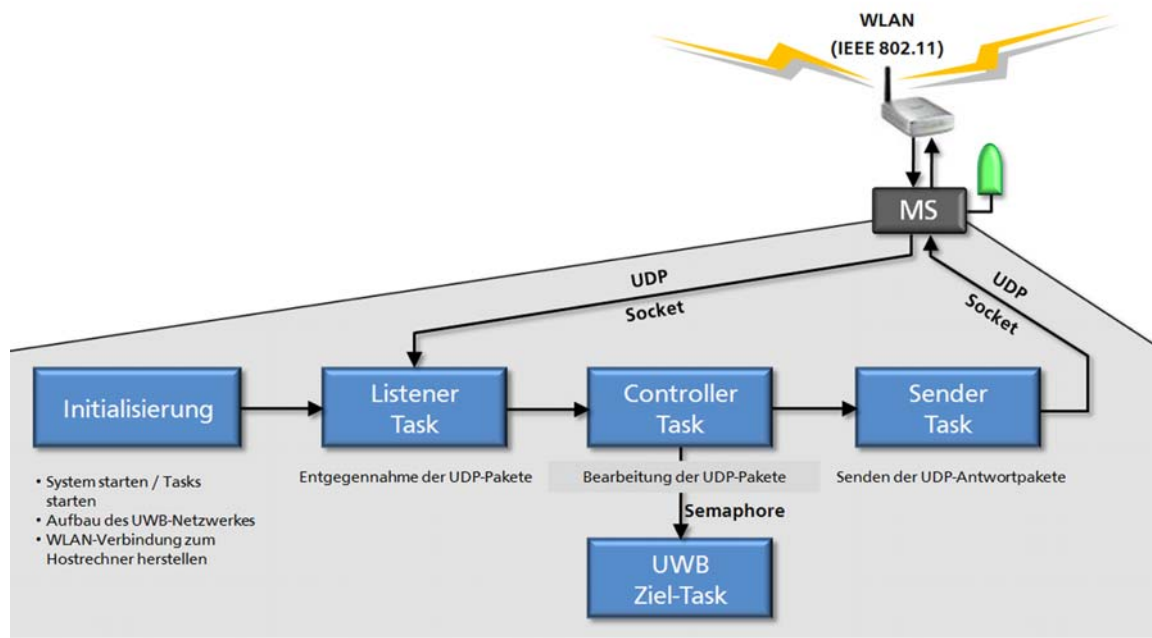 WLAN
(IEEE 802.11)
MS
UDP
Socket
UDP
Socket
Initialisierung
Listener
Task
Controller
Task
Sender
Task
• System starten / Tasks
starten
• Aufbau des UWB-Netzwerkes
• WLAN-Verbindung zum
Hostrechner herstellen
Entgegennahme der UDP-Pakete
Bearbeitung der UDP-Pakete
Senden der UDP-Antwortpakete
Semaphore
UWB
Ziel-Task